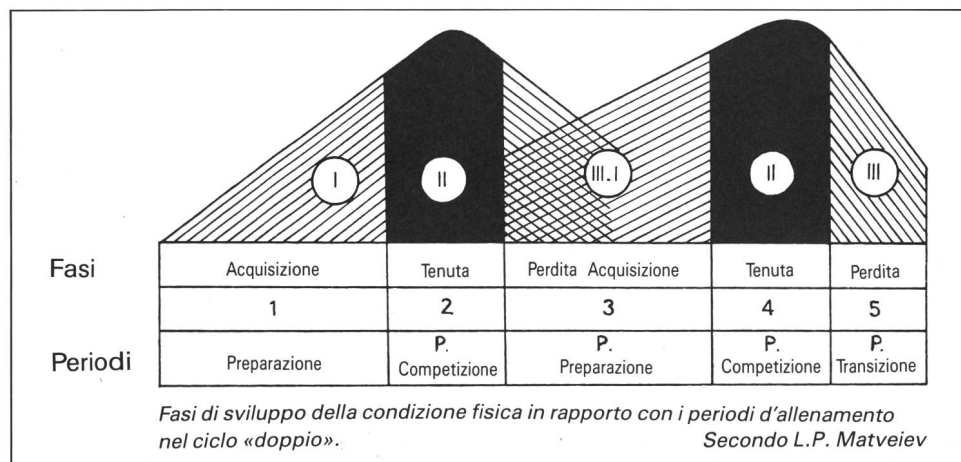 I II III.I II III
Fasi Acquisizione Tenuta Perdita Acquisizione Tenuta Perdita
1 2 3 4 5
Periodi Preparazione P. Competizione P. Preparazione P. Competizione P. Transizione
Fasi di sviluppo della condizione fisica in rapporto con i periodi d'allenamento
nel ciclo «doppio». Secondo L.P. Matveiev